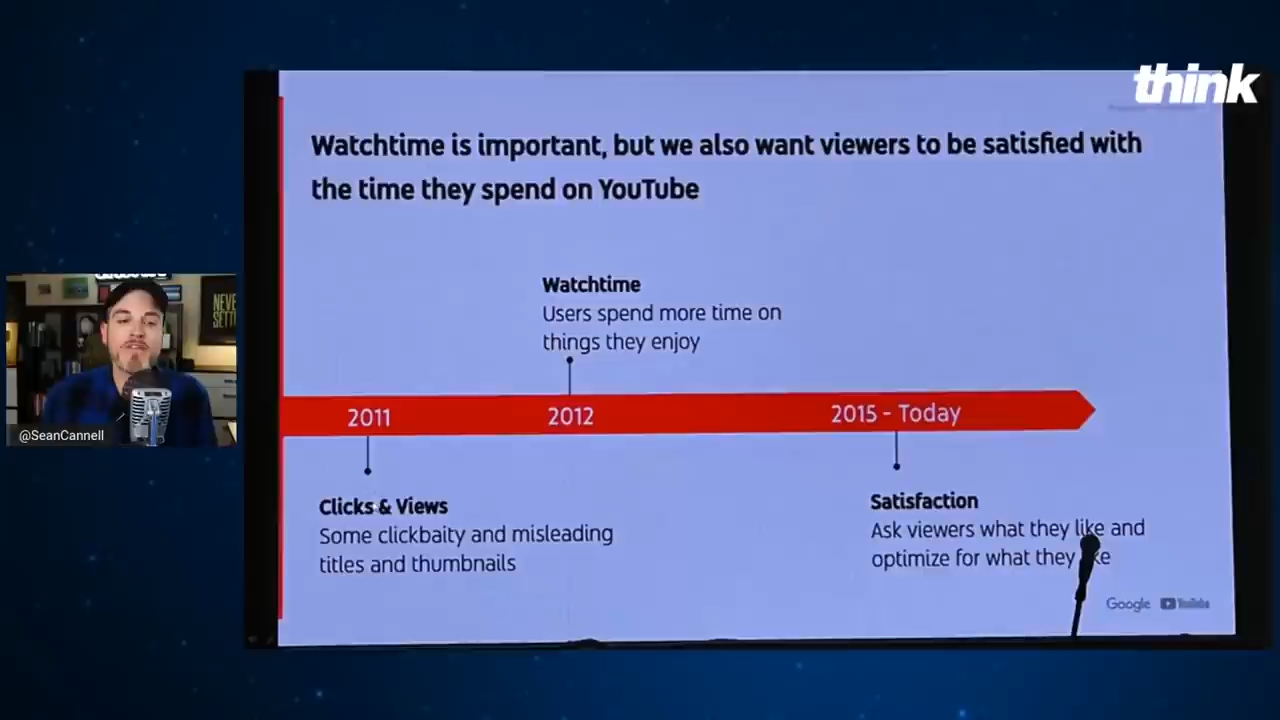 think
Watchtime is important, but we also want viewers to be satisfied with
the time they spend on YouTube
Watchtime
Users spend more time on
things they enjoy
2011
2012
2015 - Today
Clicks & Views
Some clickbaity and misleading
titles and thumbnails
Satisfaction
Ask viewers what they like and
optimize for what they
Google YouTube
NEVER
SETT
@SeanCannell